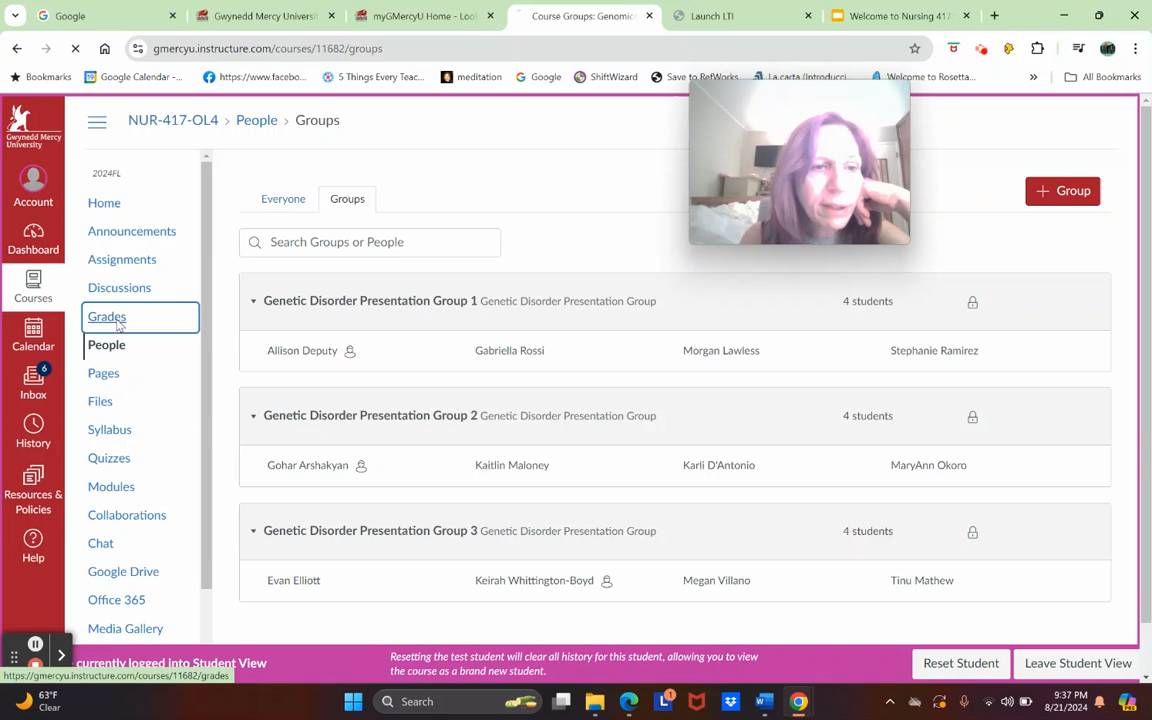 Google
Gwynedd Mercy Universi
myGMercyU Home - Loo
Course Groups: Genomic
Launch LTI
Welcome to Nursing 417
gmercyu.instructure.com/courses/11682/groups
Bookmarks
Google Calendar -...
https://www.facebo...
5 Things Every Teac...
meditation
Google
ShiftWizard
Save to RefWorks
La carta (Introducci...
Welcome to Rosetta...
All Bookmarks
Gwynedd Mercy
University
NUR-417-OL4 > People > Groups
Account
Dashboard
Courses
Calendar
6
Inbox
History
Resources &
Policies
Help
2024FL
Home
Announcements
Assignments
Discussions
Grades
People
Pages
Files
Syllabus
Quizzes
Modules
Collaborations
Chat
Google Drive
Office 365
Media Gallery
Everyone
Groups
+ Group
Search Groups or People
Genetic Disorder Presentation Group 1 Genetic Disorder Presentation Group
4 students
Allison Deputy
Gabriella Rossi
Morgan Lawless
Stephanie Ramirez
Genetic Disorder Presentation Group 2 Genetic Disorder Presentation Group
4 students
Gohar Arshakyan
Kaitlin Maloney
Karli D'Antonio
MaryAnn Okoro
Genetic Disorder Presentation Group 3 Genetic Disorder Presentation Group
4 students
Evan Elliott
Keirah Whittington-Boyd
Megan Villano
Tinu Mathew
currently logged into Student View
Resetting the test student will clear all history for this student, allowing you to view
the course as a brand new student.
Reset Student
Leave Student View
https://gmercyu.instructure.com/courses/11682/grades
63°F
Clear
Search
1
9:37 PM
8/21/2024